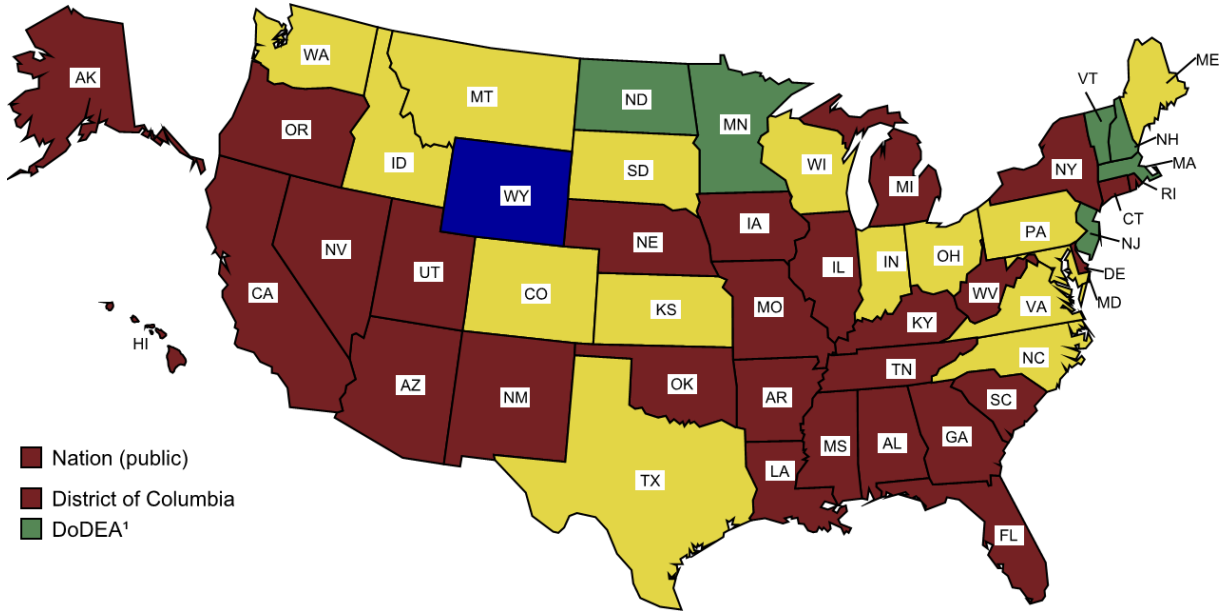 AK
WA
MT
ND
MN
VT
ME
OR
ID
SD
WI
MI
NY
NH
MA
WY
RI
IA
CT
NV
NE
PA
NJ
UT
IL
IN
OH
CA
CO
DE
WV
MD
KS
MO
VA
KY
HI
NC
AZ
NM
OK
TN
AR
SC
MS
AL
GA
Nation (public)
LA
TX
District of Columbia
DoDEA¹
FL